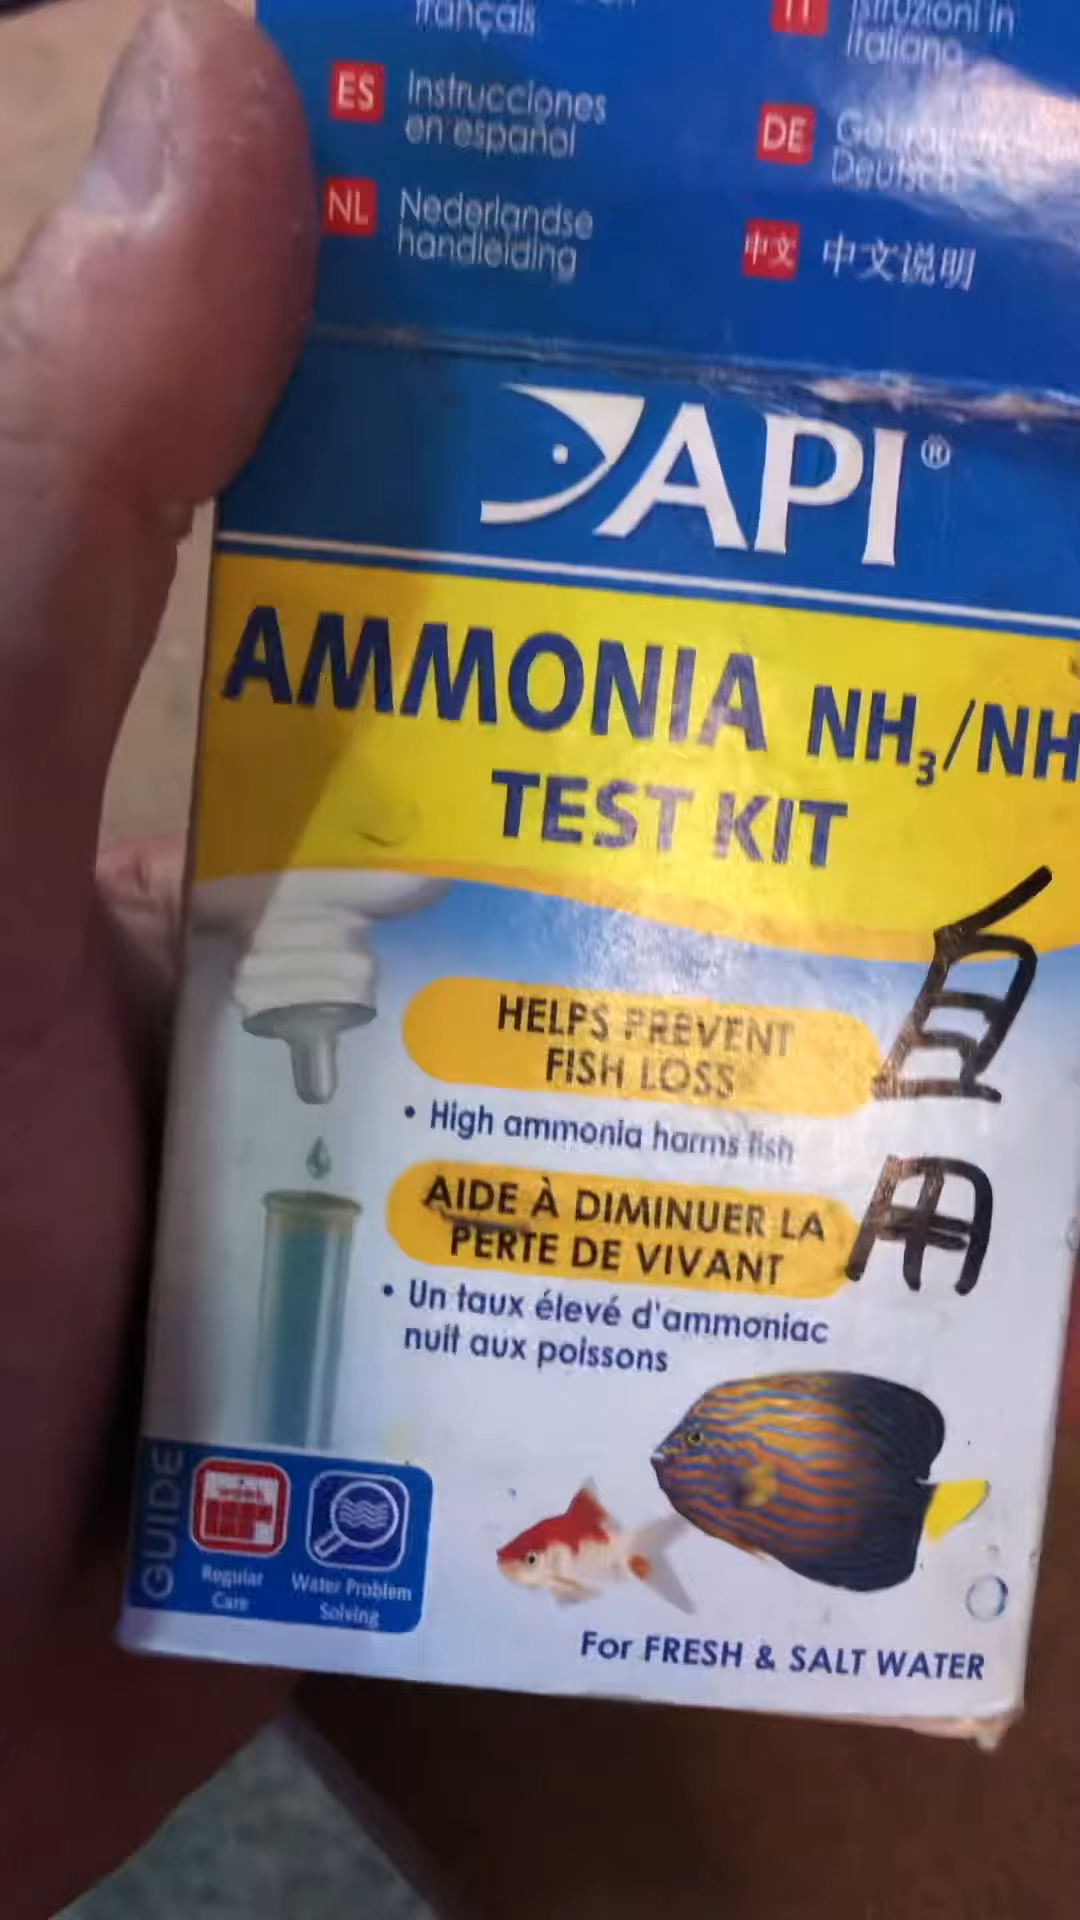 français
IT
Istruzioni in
italiano
ES
Instrucciones
en español
DE
Deutsch
NL
Nederlandse
handleiding
中文
中文说明
API®
AMMONIA NH₃/NH
TEST KIT
自用
HELPS PREVENT
FISH LOSS
• High ammonia harms fish
AIDE À DIMINUER LA
PERTE DE VIVANT
• Un taux élevé d'ammoniac
nuit aux poissons
GUIDE
Regular
Care
Water Problem
Solving
For FRESH & SALT WATER